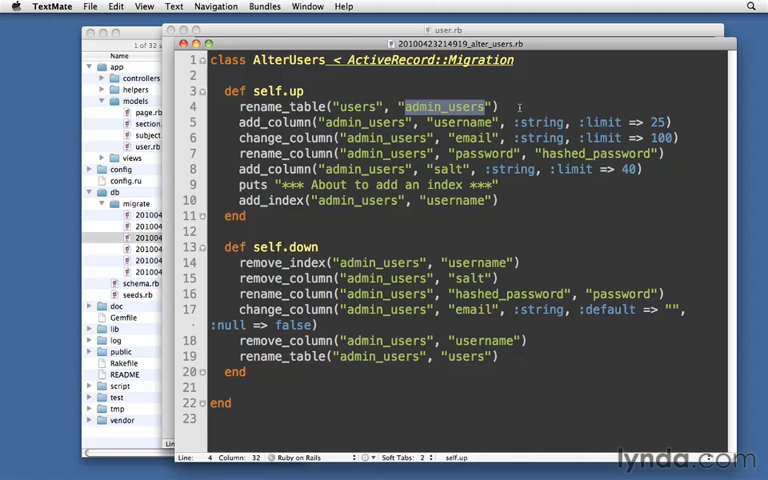 TextMate File Edit View Text Navigation Bundles Window Help
user.rb
20100423214919_alter_users.rb
1 of 32 s
Name
app
controllers
helpers
models
page.rb
section.
subject.
user.rb
views
config
config.ru
db
migrate
201004
201004
201004
201004
201004
201004
schema.rb
seeds.rb
doc
Gemfile
lib
log
public
Rakefile
README
script
test
tmp
vendor
1 class AlterUsers < ActiveRecord::Migration
2
3 def self.up
4 rename_table("users", "admin_users")
5 add_column("admin_users", "username", :string, :limit => 25)
6 change_column("admin_users", "email", :string, :limit => 100)
7 rename_column("admin_users", "password", "hashed_password")
8 add_column("admin_users", "salt", :string, :limit => 40)
9 puts "*** About to add an index ***"
10 add_index("admin_users", "username")
11 end
12
13 def self.down
14 remove_index("admin_users", "username")
15 remove_column("admin_users", "salt")
16 rename_column("admin_users", "hashed_password", "password")
17 change_column("admin_users", "email", :string, :default => "",
:null => false)
18 remove_column("admin_users", "username")
19 rename_table("admin_users", "users")
20 end
21
22 end
23
Line: 4 Column: 32 Ruby on Rails Soft Tabs: 2 self.up
lynda.com